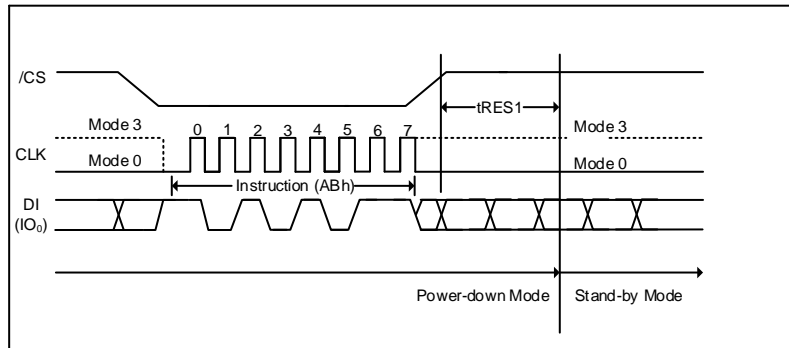 /CS
tRES1
Mode 3
0 1 2 3 4 5 6 7
Mode 3
CLK
Mode 0
Mode 0
Instruction (ABh)
DI
(IO₀)
Power-down Mode
Stand-by Mode